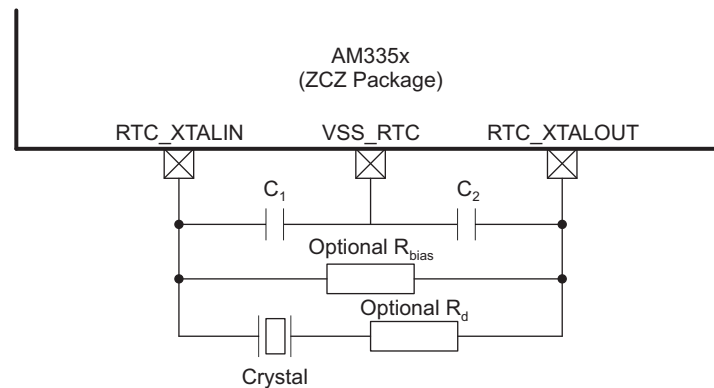 AM335x
(ZCZ Package)
RTC_XTALIN VSS_RTC RTC_XTALOUT
C1 C2
Optional Rbias
Optional Rd
Crystal